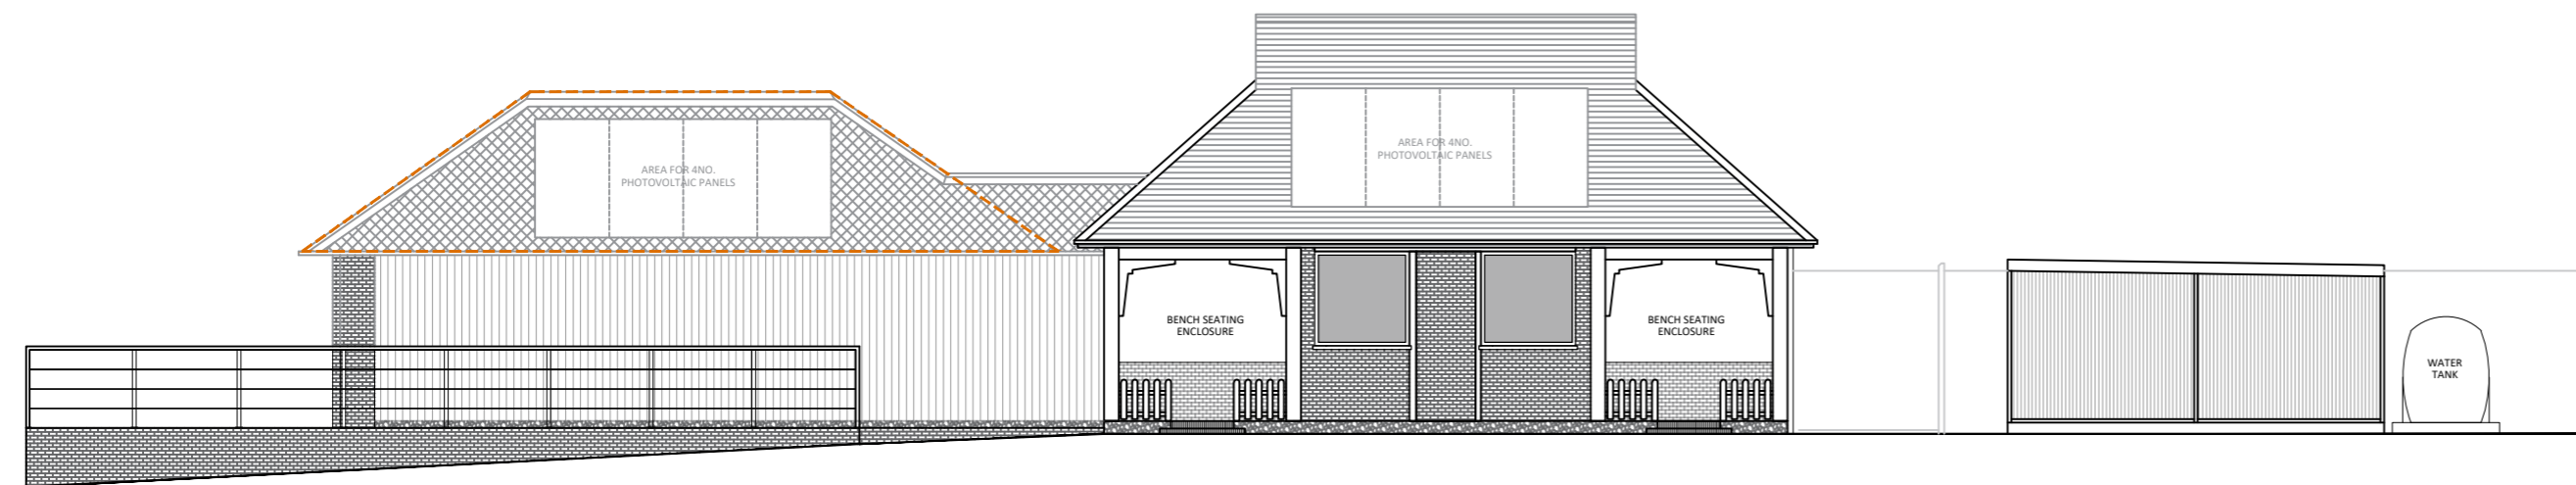 AREA FOR 4NO.
PHOTOVOLTAIC PANELS
AREA FOR 4NO.
PHOTOVOLTAIC PANELS
BENCH SEATING
ENCLOSURE
BENCH SEATING
ENCLOSURE
WATER
TANK